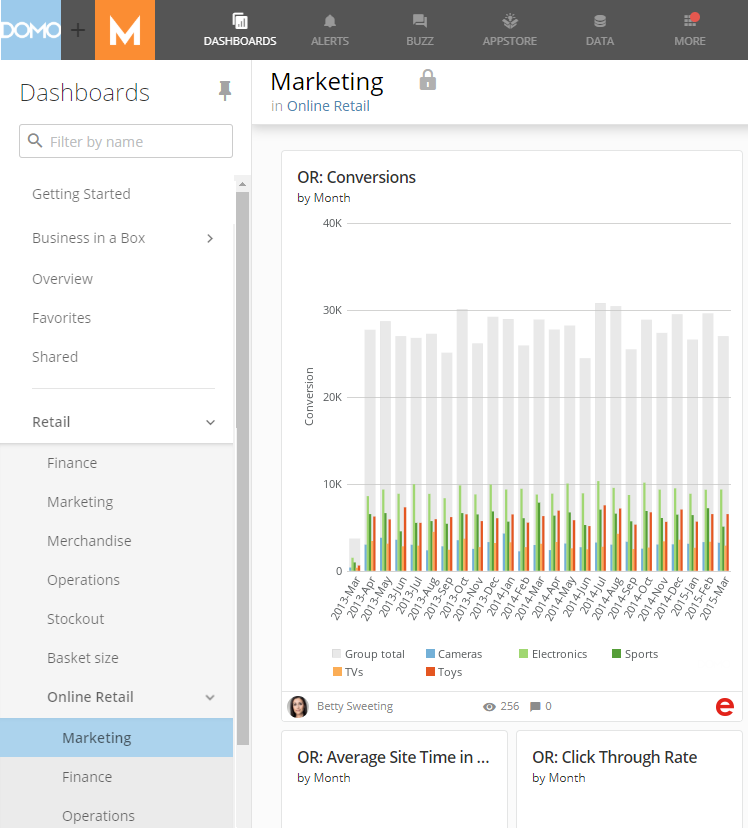 DOMO
+
M
DASHBOARDS
ALERTS
BUZZ
APPSTORE
DATA
MORE
Dashboards
Filter by name
Getting Started
Business in a Box
Overview
Favorites
Shared
Retail
Finance
Marketing
Merchandise
Operations
Stockout
Basket size
Online Retail
Marketing
Finance
Operations
Marketing
in Online Retail
OR: Conversions
by Month
40K
30K
20K
10K
0
Conversion
2013-Mar
2013-Apr
2013-May
2013-Jun
2013-Jul
2013-Aug
2013-Sep
2013-Oct
2013-Nov
2013-Dec
2014-Jan
2014-Feb
2014-Mar
2014-Apr
2014-May
2014-Jun
2014-Jul
2014-Aug
2014-Sep
2014-Oct
2014-Nov
2014-Dec
2015-Jan
2015-Feb
2015-Mar
Group total Cameras Electronics Sports
TVs Toys
Betty Sweeting 256 0
e
OR: Average Site Time in ...
by Month
OR: Click Through Rate
by Month